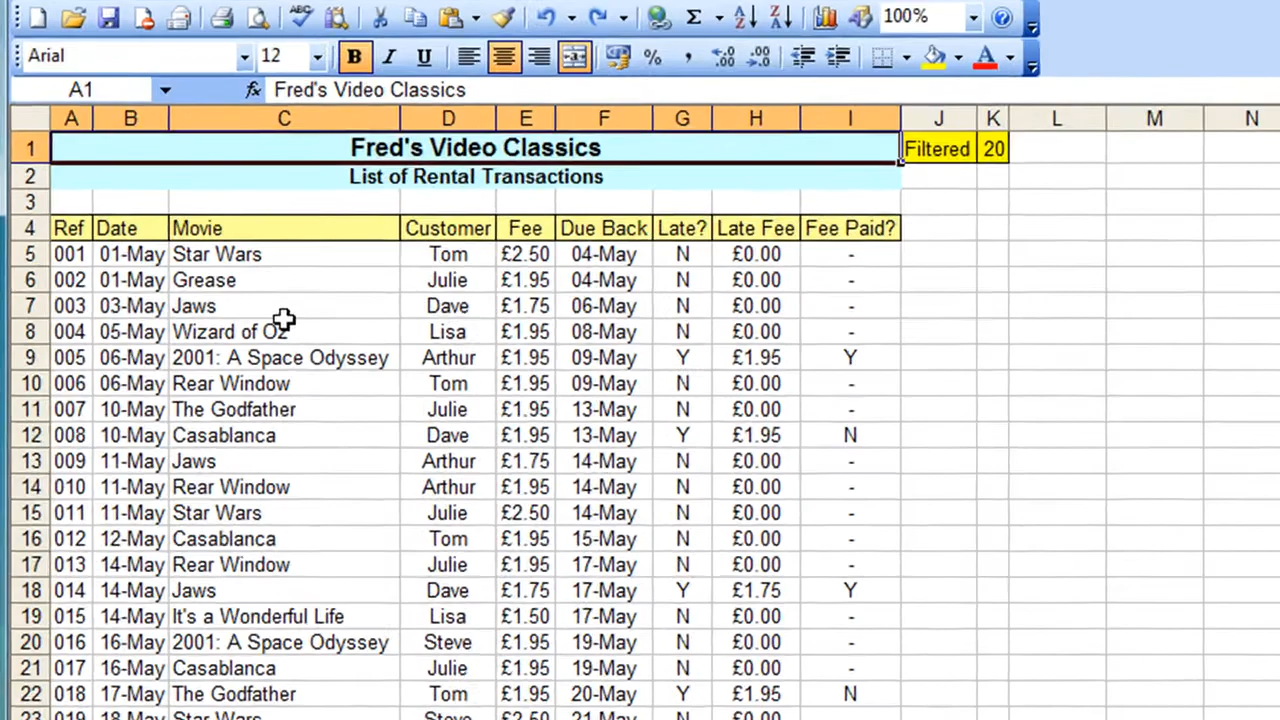 100%
Arial 12 B I U % ,
A1 fx Fred's Video Classics
A B C D E F G H I J K L M N
1 Fred's Video Classics Filtered 20
2 List of Rental Transactions
3
4 Ref Date Movie Customer Fee Due Back Late? Late Fee Fee Paid?
5 001 01-May Star Wars Tom £2.50 04-May N £0.00 -
6 002 01-May Grease Julie £1.95 04-May N £0.00 -
7 003 03-May Jaws Dave £1.75 06-May N £0.00 -
8 004 05-May Wizard of Oz Lisa £1.95 08-May N £0.00 -
9 005 06-May 2001: A Space Odyssey Arthur £1.95 09-May Y £1.95 Y
10 006 06-May Rear Window Tom £1.95 09-May N £0.00 -
11 007 10-May The Godfather Julie £1.95 13-May N £0.00 -
12 008 10-May Casablanca Dave £1.95 13-May Y £1.95 N
13 009 11-May Jaws Arthur £1.75 14-May N £0.00 -
14 010 11-May Rear Window Arthur £1.95 14-May N £0.00 -
15 011 11-May Star Wars Julie £2.50 14-May N £0.00 -
16 012 12-May Casablanca Tom £1.95 15-May N £0.00 -
17 013 14-May Rear Window Julie £1.95 17-May N £0.00 -
18 014 14-May Jaws Dave £1.75 17-May Y £1.75 Y
19 015 14-May It's a Wonderful Life Lisa £1.50 17-May N £0.00 -
20 016 16-May 2001: A Space Odyssey Steve £1.95 19-May N £0.00 -
21 017 16-May Casablanca Julie £1.95 19-May N £0.00 -
22 018 17-May The Godfather Tom £1.95 20-May Y £1.95 N
23 019 18-May Star Wars Steve £2.50 21-May N £0.00